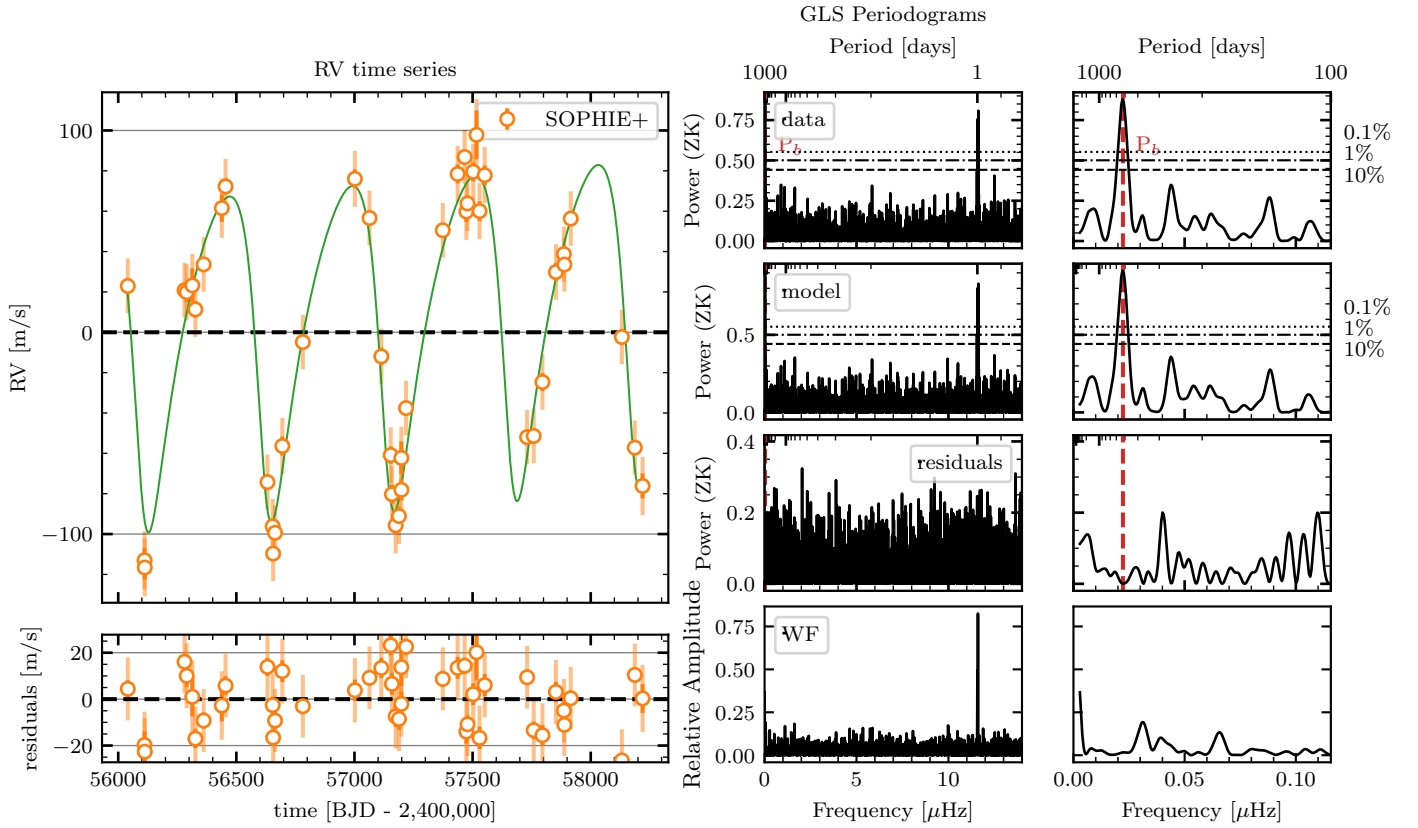 GLS Periodograms
RV time series
Period [days]
Period [days]
1000
1
1000
100
SOPHIE+
100
0
−100
RV [m/s]
data
P_b
0.75
0.50
0.25
0.00
Power (ZK)
P_b
0.1%
1%
10%
model
1.0
0.5
0.0
Power (ZK)
0.1%
1%
10%
residuals
0.4
0.2
0.0
Power (ZK)
WF
0.75
0.50
0.25
0.00
Relative Amplitude
20
0
−20
residuals [m/s]
56000
56500
57000
57500
58000
time [BJD - 2,400,000]
0
5
10
Frequency [μHz]
0.00
0.05
0.10
Frequency [μHz]